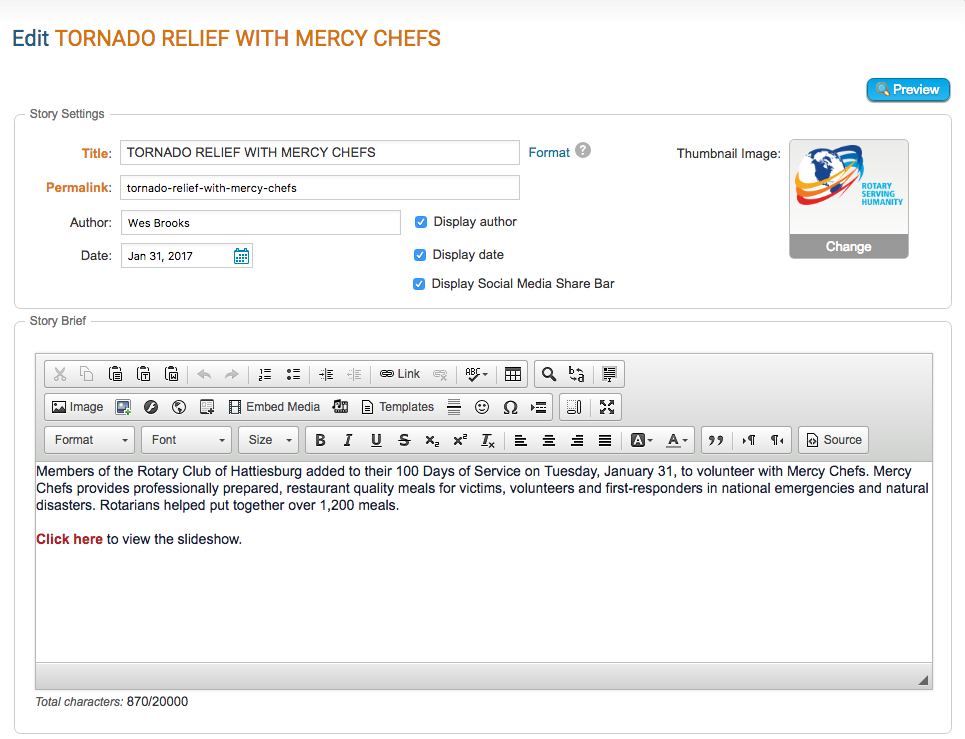 Edit TORNADO RELIEF WITH MERCY CHEFS
Preview
Story Settings
Title: TORNADO RELIEF WITH MERCY CHEFS Format ? Thumbnail Image:
Permalink: tornado-relief-with-mercy-chefs
ROTARY
SERVING
HUMANITY
Author: Wes Brooks Display author
Change
Date: Jan 31, 2017 Display date
Display Social Media Share Bar
Story Brief
Link ABC
Image Embed Media Templates Ω
Format Font Size B I U S x₂ x² Tx A A Source
Members of the Rotary Club of Hattiesburg added to their 100 Days of Service on Tuesday, January 31, to volunteer with Mercy Chefs. Mercy
Chefs provides professionally prepared, restaurant quality meals for victims, volunteers and first-responders in national emergencies and natural
disasters. Rotarians helped put together over 1,200 meals.
Click here to view the slideshow.
Total characters: 870/20000